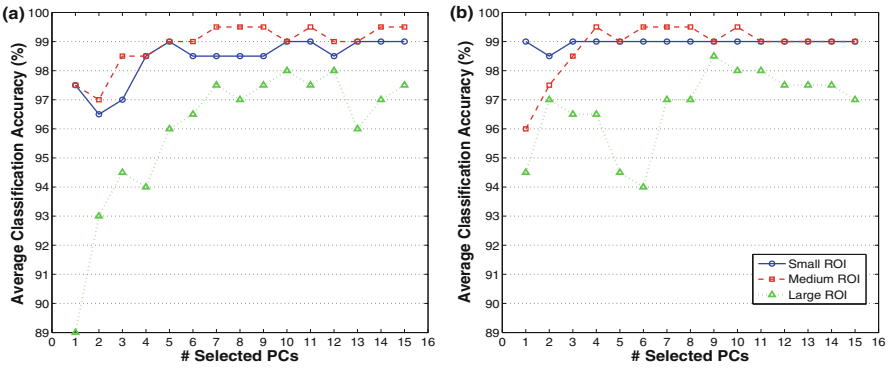 (a)
Average Classification Accuracy (%)
100
99
98
97
96
95
94
93
92
91
90
89
0 1 2 3 4 5 6 7 8 9 10 11 12 13 14 15 16
# Selected PCs
(b)
Average Classification Accuracy (%)
100
99
98
97
96
95
94
93
92
91
90
89
0 1 2 3 4 5 6 7 8 9 10 11 12 13 14 15 16
# Selected PCs
Small ROI
Medium ROI
Large ROI